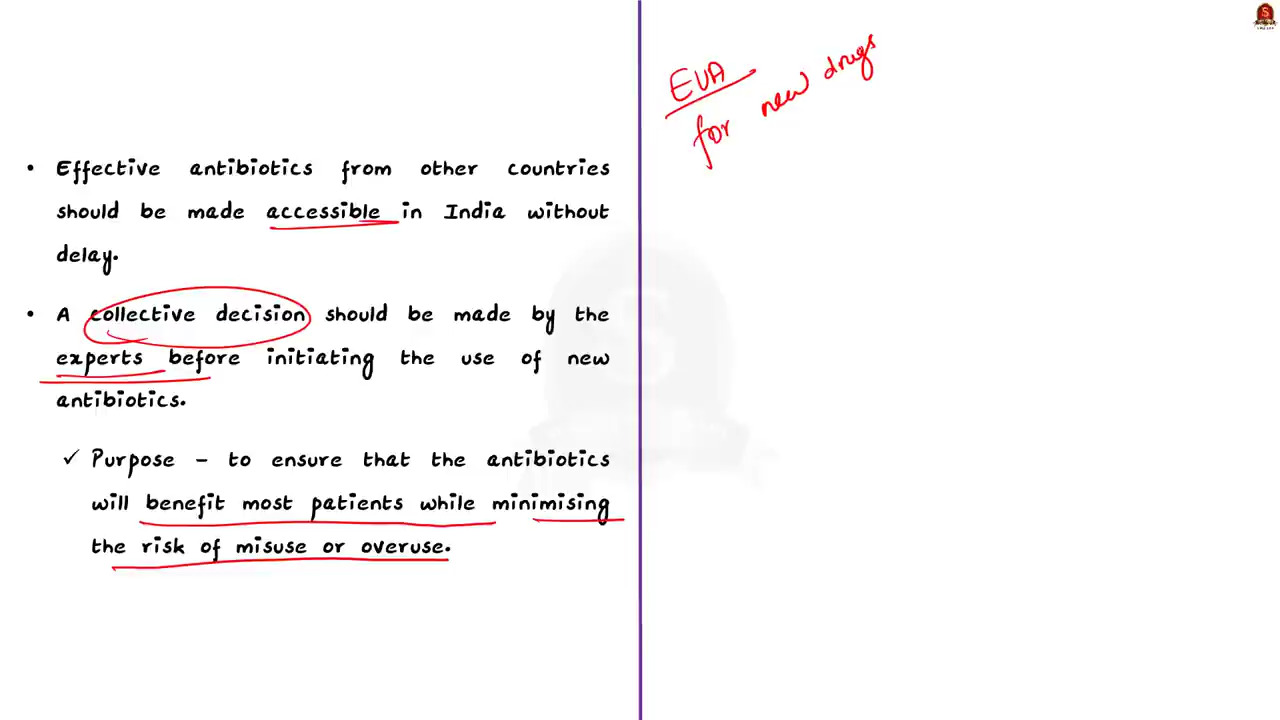 • Effective antibiotics from other countries
should be made accessible in India without
delay.
• A collective decision should be made by the
experts before initiating the use of new
antibiotics.
✓ Purpose – to ensure that the antibiotics
will benefit most patients while minimising
the risk of misuse or overuse.
EUA
for new drugs